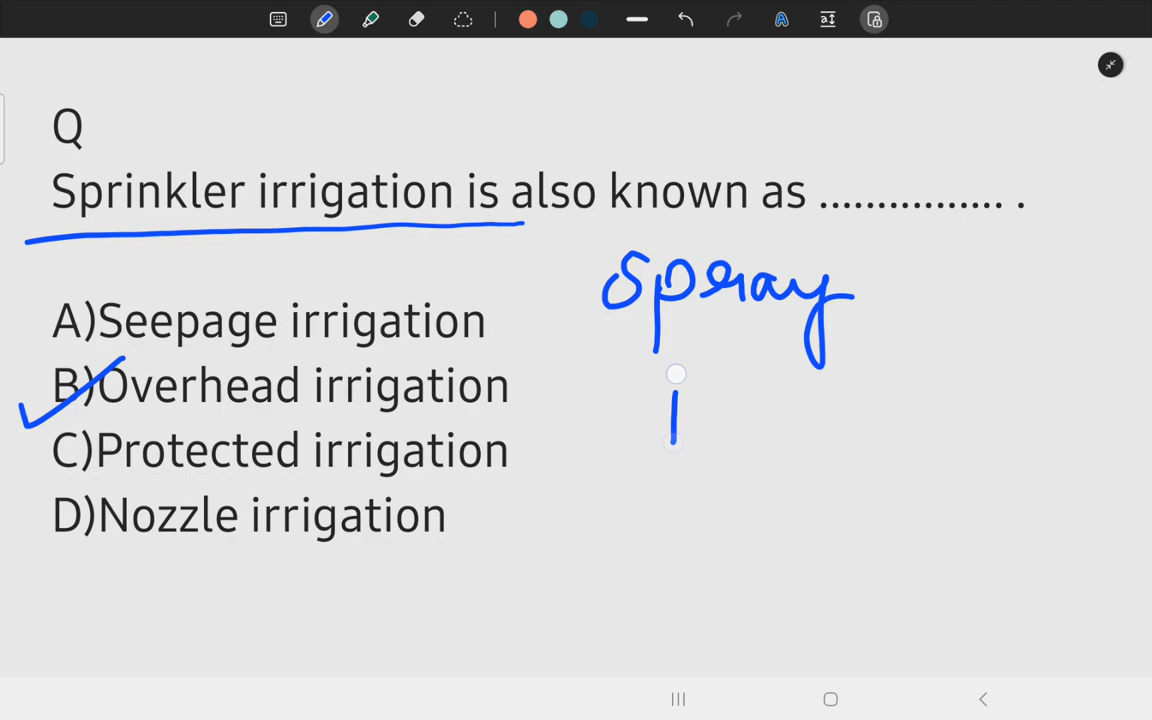 Q
Sprinkler irrigation is also known as ................ .
Spray
A)Seepage irrigation
B)Overhead irrigation
C)Protected irrigation
D)Nozzle irrigation